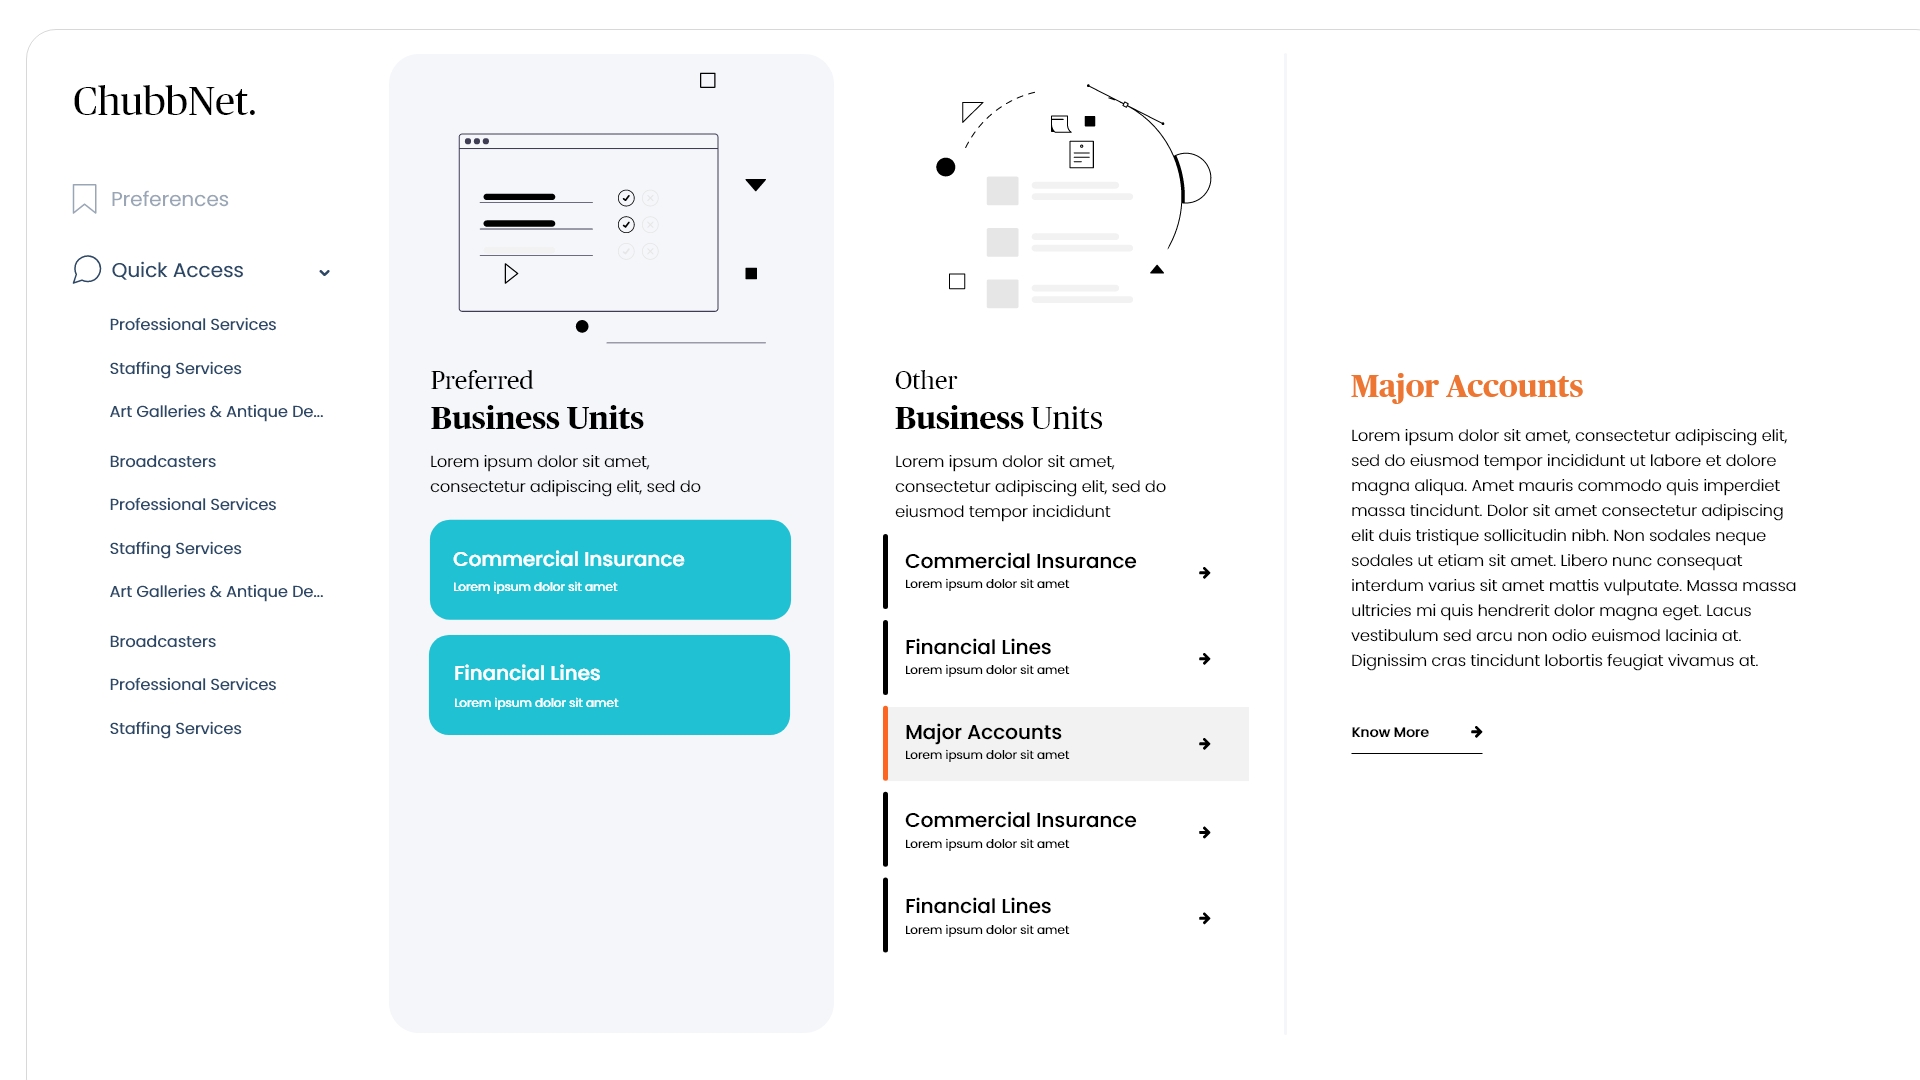 ChubbNet.
Preferences
Quick Access
Professional Services
Staffing Services
Art Galleries & Antique De...
Broadcasters
Professional Services
Staffing Services
Art Galleries & Antique De...
Broadcasters
Professional Services
Staffing Services
Preferred
Business Units
Lorem ipsum dolor sit amet,
consectetur adipiscing elit, sed do
Commercial Insurance
Lorem ipsum dolor sit amet
Financial Lines
Lorem ipsum dolor sit amet
Other
Business Units
Lorem ipsum dolor sit amet,
consectetur adipiscing elit, sed do
eiusmod tempor incididunt
Commercial Insurance
Lorem ipsum dolor sit amet
Financial Lines
Lorem ipsum dolor sit amet
Major Accounts
Lorem ipsum dolor sit amet
Commercial Insurance
Lorem ipsum dolor sit amet
Financial Lines
Lorem ipsum dolor sit amet
Major Accounts
Lorem ipsum dolor sit amet, consectetur adipiscing elit,
sed do eiusmod tempor incididunt ut labore et dolore
magna aliqua. Amet mauris commodo quis imperdiet
massa tincidunt. Dolor sit amet consectetur adipiscing
elit duis tristique sollicitudin nibh. Non sodales neque
sodales ut etiam sit amet. Libero nunc consequat
interdum varius sit amet mattis vulputate. Massa massa
ultricies mi quis hendrerit dolor magna eget. Lacus
vestibulum sed arcu non odio euismod lacinia at.
Dignissim cras tincidunt lobortis feugiat vivamus at.
Know More